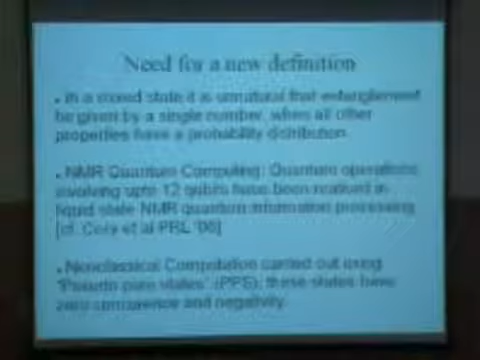 Need for a new definition
. In a mixed state it is unnatural that entanglement
be given by a single number, when all other
properties have a probability distribution.
. NMR Quantum Computing: Quantum operations
involving upto 12 qubits have been realised in
liquid state NMR quantum information processing
[cf. Cory et al PRL '06]
. Nonclassical Computation carried out using
'Pseudo pure states' (PPS); these states have
zero concurrence and negativity.